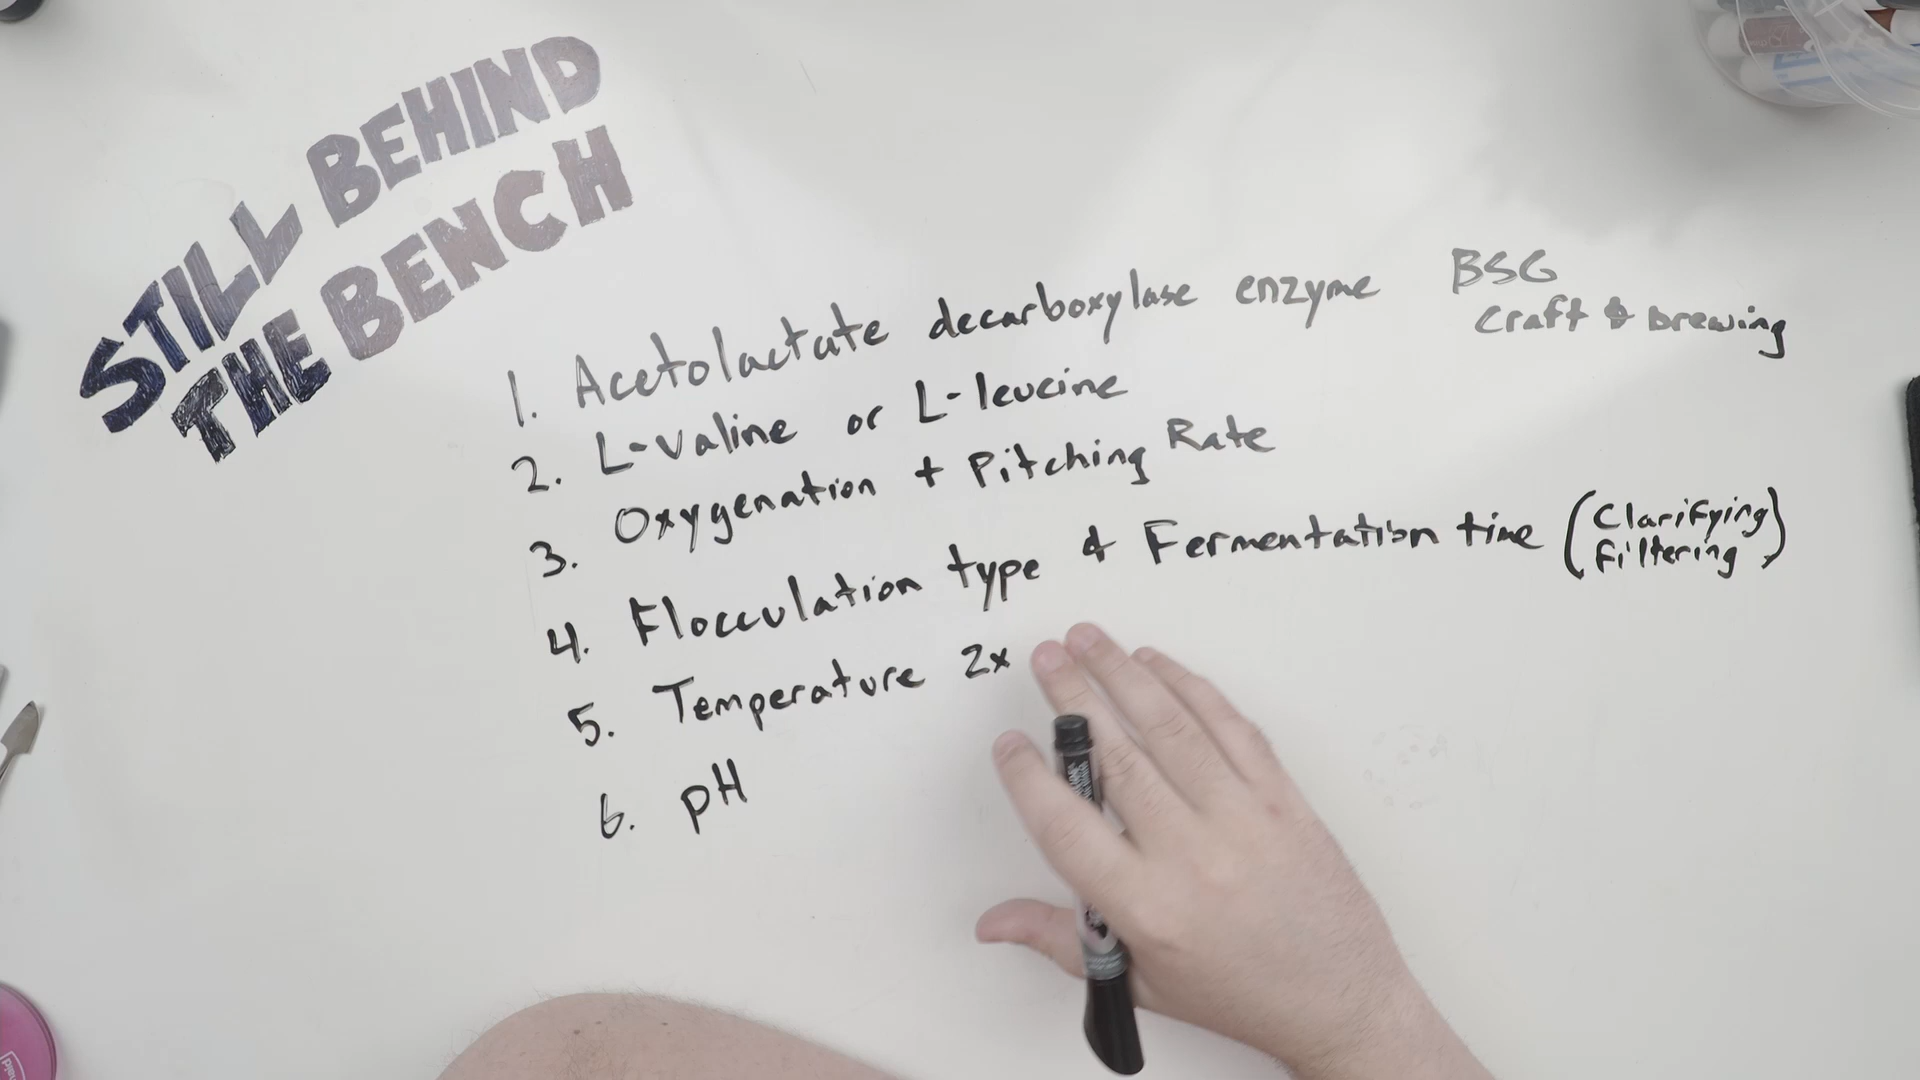 STILL BEHIND
THE BENCH
1. Acetolactate decarboxylase enzyme
BSG
Craft & Brewing
2. L-valine or L-leucine
3. Oxygenation + Pitching Rate
4. Flocculation type & Fermentation time (Clarifying
Filtering)
5. Temperature 2x
6. pH